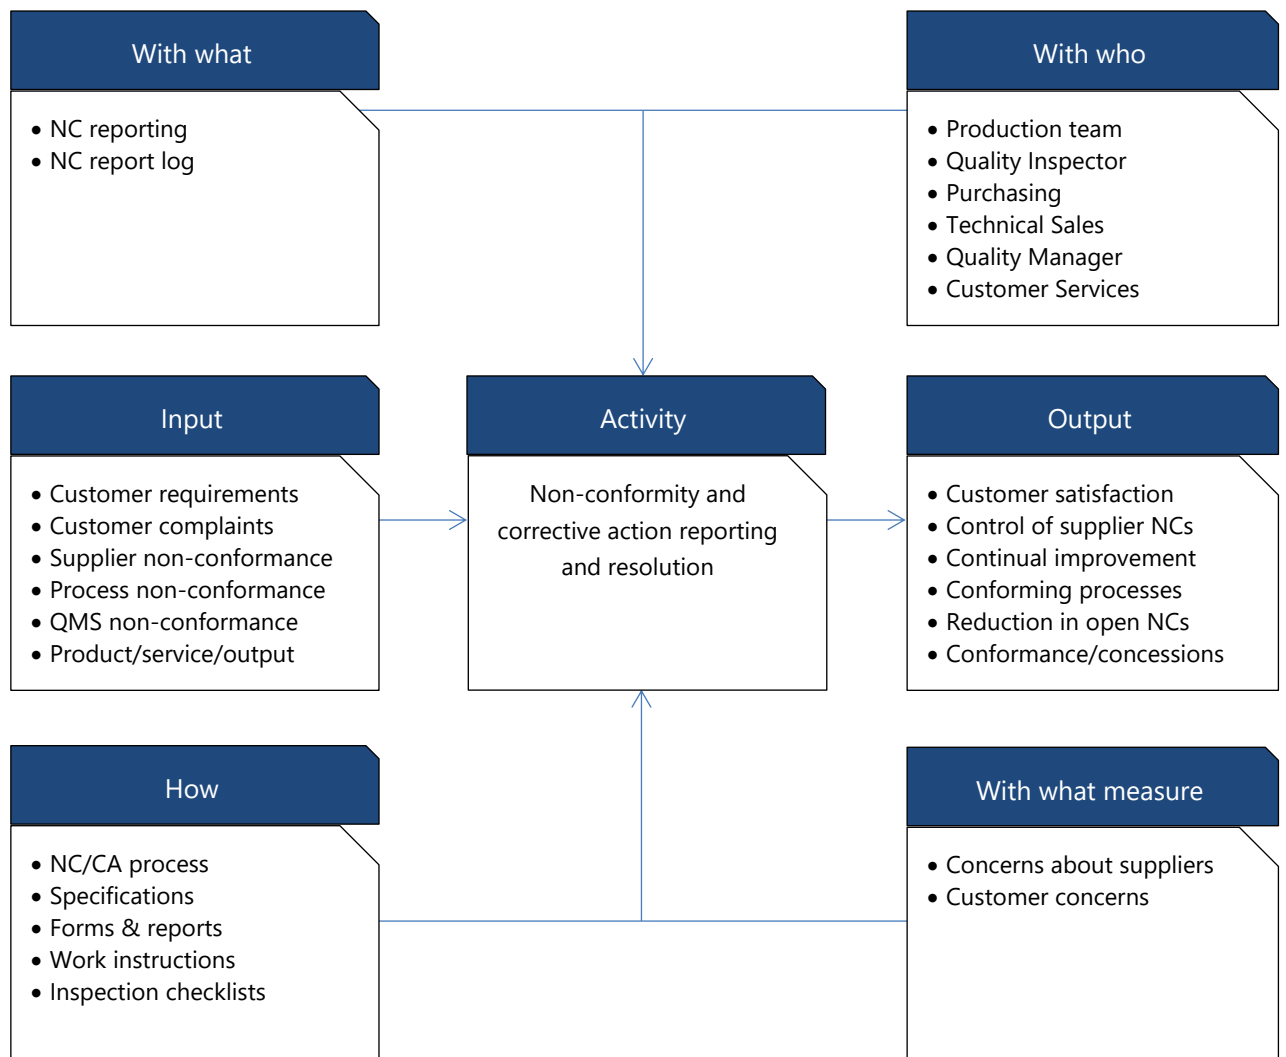 With what
• NC reporting
• NC report log
With who
• Production team
• Quality Inspector
• Purchasing
• Technical Sales
• Quality Manager
• Customer Services
Input
• Customer requirements
• Customer complaints
• Supplier non-conformance
• Process non-conformance
• QMS non-conformance
• Product/service/output
Activity
Non-conformity and
corrective action reporting
and resolution
Output
• Customer satisfaction
• Control of supplier NCs
• Continual improvement
• Conforming processes
• Reduction in open NCs
• Conformance/concessions
How
• NC/CA process
• Specifications
• Forms & reports
• Work instructions
• Inspection checklists
With what measure
• Concerns about suppliers
• Customer concerns